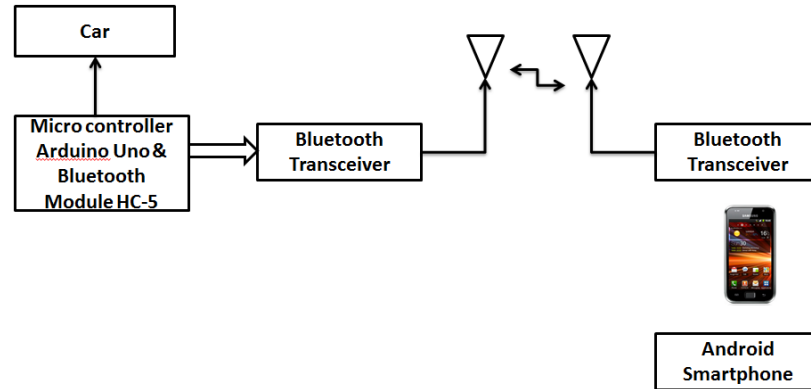 Car
Micro controller
Arduino Uno &
Bluetooth
Module HC-5
Bluetooth
Transceiver
Bluetooth
Transceiver
Android
Smartphone